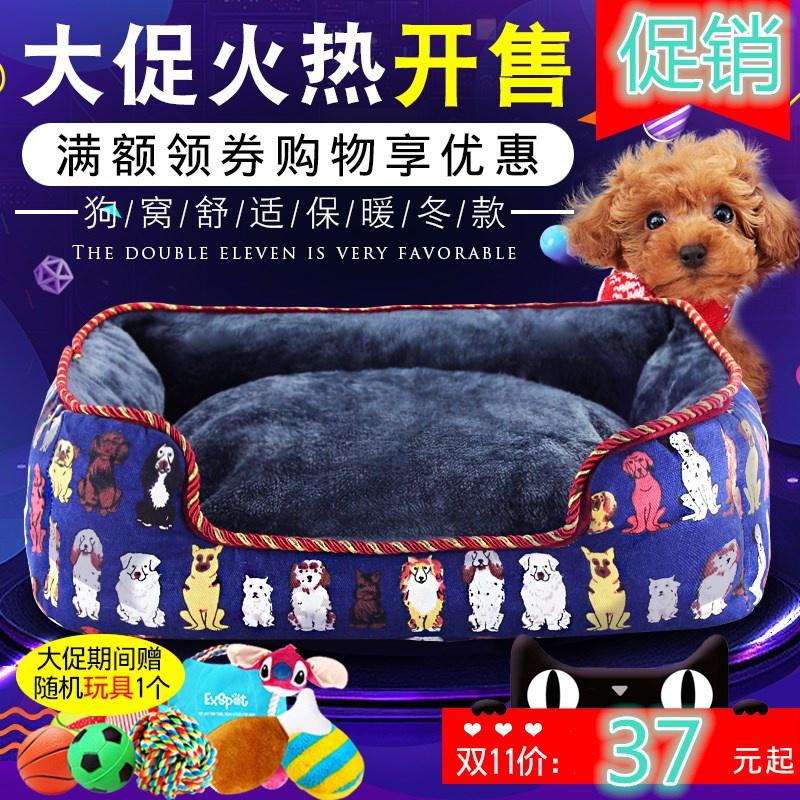 大促火热开售
促销
满额领券购物享优惠
狗/窝/舒/适/保/暖/冬/款
THE DOUBLE ELEVEN IS VERY FAVORABLE
大促期间赠
随机玩具1个
ExSpot
双11价: 37 元起